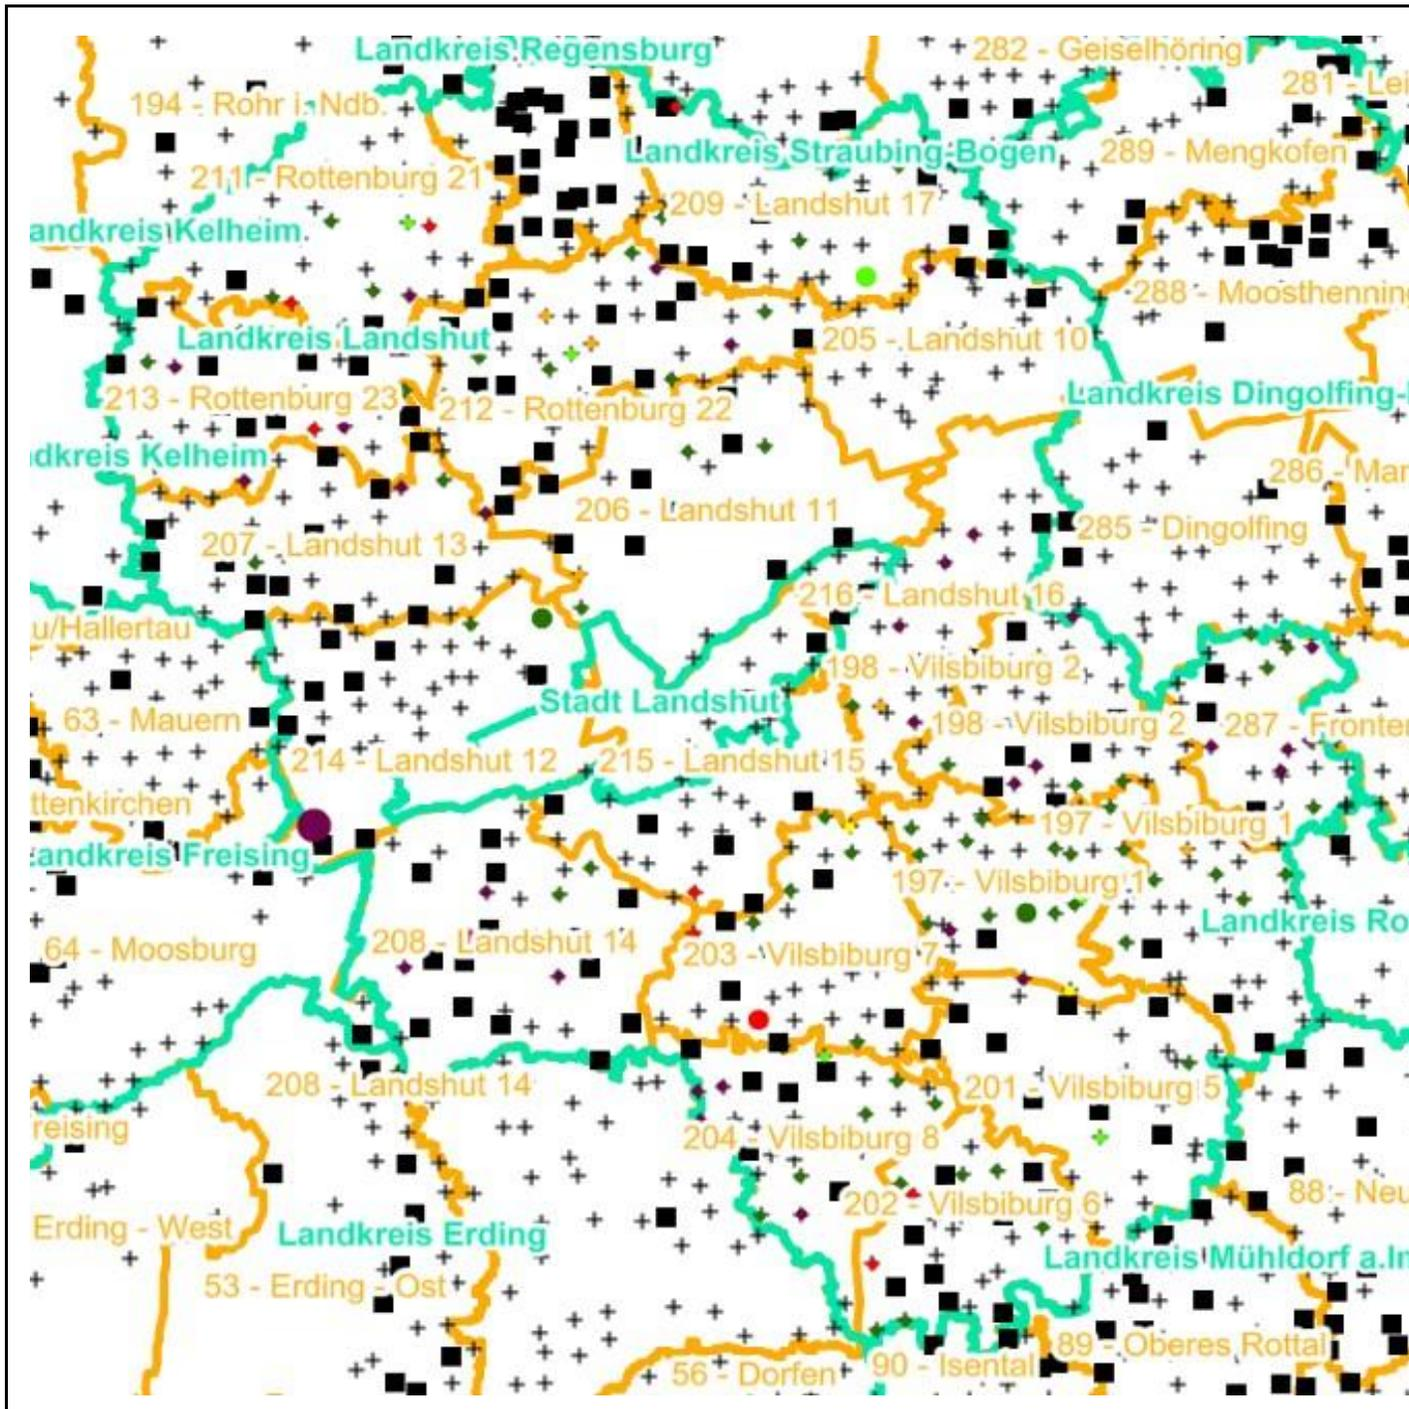 Landkreis Regensburg
282 - Geiselhöring
281 - Lei
194 - Rohr i. Ndb.
Landkreis Straubing-Bogen
289 - Mengkofen
211 - Rottenburg 21
209 - Landshut 17
andkreis Kelheim
288 - Moosthenning
Landkreis Landshut
205 - Landshut 10
Landkreis Dingolfing-
213 - Rottenburg 23
212 - Rottenburg 22
dkreis Kelheim
286 - Mar
206 - Landshut 11
285 - Dingolfing
207 - Landshut 13
216 - Landshut 16
u/Hallertau
198 - Vilsbiburg 2
Stadt Landshut
63 - Mauern
198 - Vilsbiburg 2
287 - Fronten
214 - Landshut 12
215 - Landshut 15
ttenkirchen
197 - Vilsbiburg 1
Landkreis Freising
197 - Vilsbiburg 1
Landkreis Ro
64 - Moosburg
208 - Landshut 14
203 - Vilsbiburg 7
208 - Landshut 14
201 - Vilsbiburg 5
reising
204 - Vilsbiburg 8
88 - Neu
202 - Vilsbiburg 6
Erding - West
Landkreis Erding
Landkreis Mühldorf a.In
53 - Erding - Ost
89 - Oberes Rottal
56 - Dorfen
90 - Isental